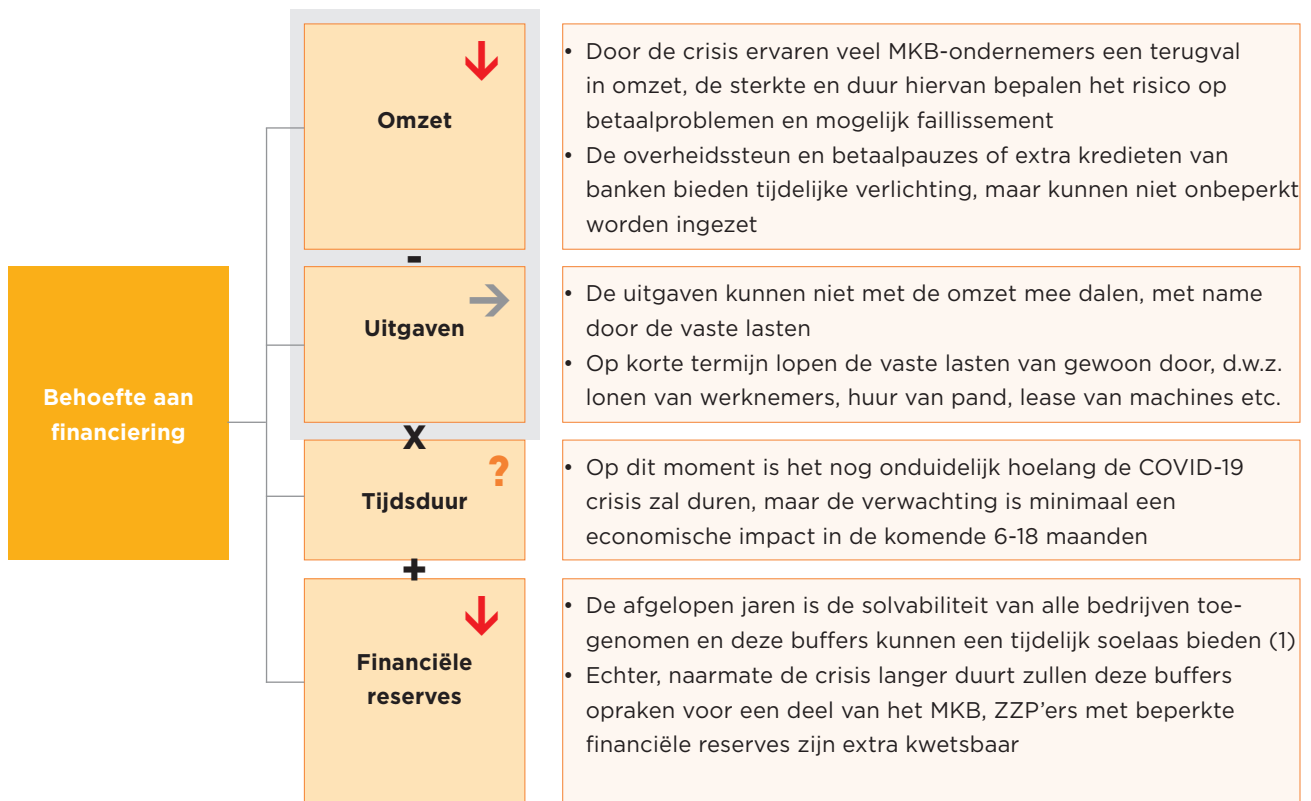 Behoefte aan
financiering
Omzet
-
Uitgaven
X
Tijdsduur
?
+
Financiële
reserves
• Door de crisis ervaren veel MKB-ondernemers een terugval
in omzet, de sterkte en duur hiervan bepalen het risico op
betaalproblemen en mogelijk faillissement
• De overheidssteun en betaalpauzes of extra kredieten van
banken bieden tijdelijke verlichting, maar kunnen niet onbeperkt
worden ingezet
• De uitgaven kunnen niet met de omzet mee dalen, met name
door de vaste lasten
• Op korte termijn lopen de vaste lasten van gewoon door, d.w.z.
lonen van werknemers, huur van pand, lease van machines etc.
• Op dit moment is het nog onduidelijk hoelang de COVID-19
crisis zal duren, maar de verwachting is minimaal een
economische impact in de komende 6-18 maanden
• De afgelopen jaren is de solvabiliteit van alle bedrijven toe-
genomen en deze buffers kunnen een tijdelijk soelaas bieden (1)
• Echter, naarmate de crisis langer duurt zullen deze buffers
opraken voor een deel van het MKB, ZZP’ers met beperkte
financiële reserves zijn extra kwetsbaar